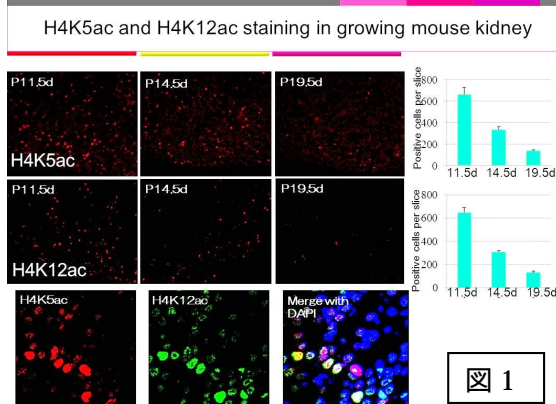 H4K5ac and H4K12ac staining in growing mouse kidney
P11,5d
P14,5d
P19,5d
H4K5ac
Positive cells per slice
800
600
400
200
0
11.5d 14.5d 19.5d
P11,5d
P14,5d
P19,5d
H4K12ac
Positive cells per slice
800
600
400
200
0
11.5d 14.5d 19.5d
H4K5ac
H4K12ac
Merge with
DAPI
図 1